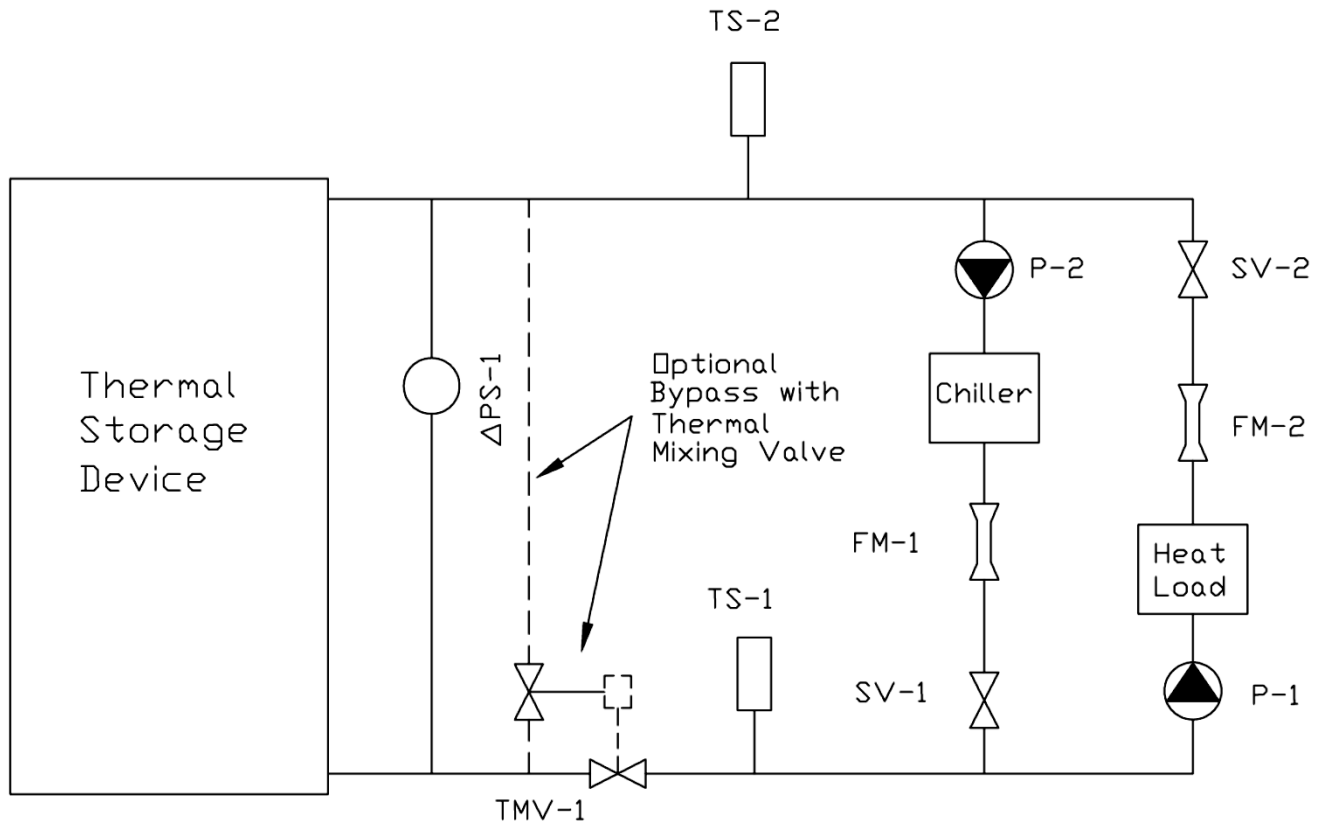 TS-2
P-2
SV-2
Thermal
Storage
Device
ΔPS-1
Optional
Bypass with
Thermal
Mixing Valve
Chiller
FM-2
FM-1
Heat
Load
TS-1
SV-1
P-1
TMV-1